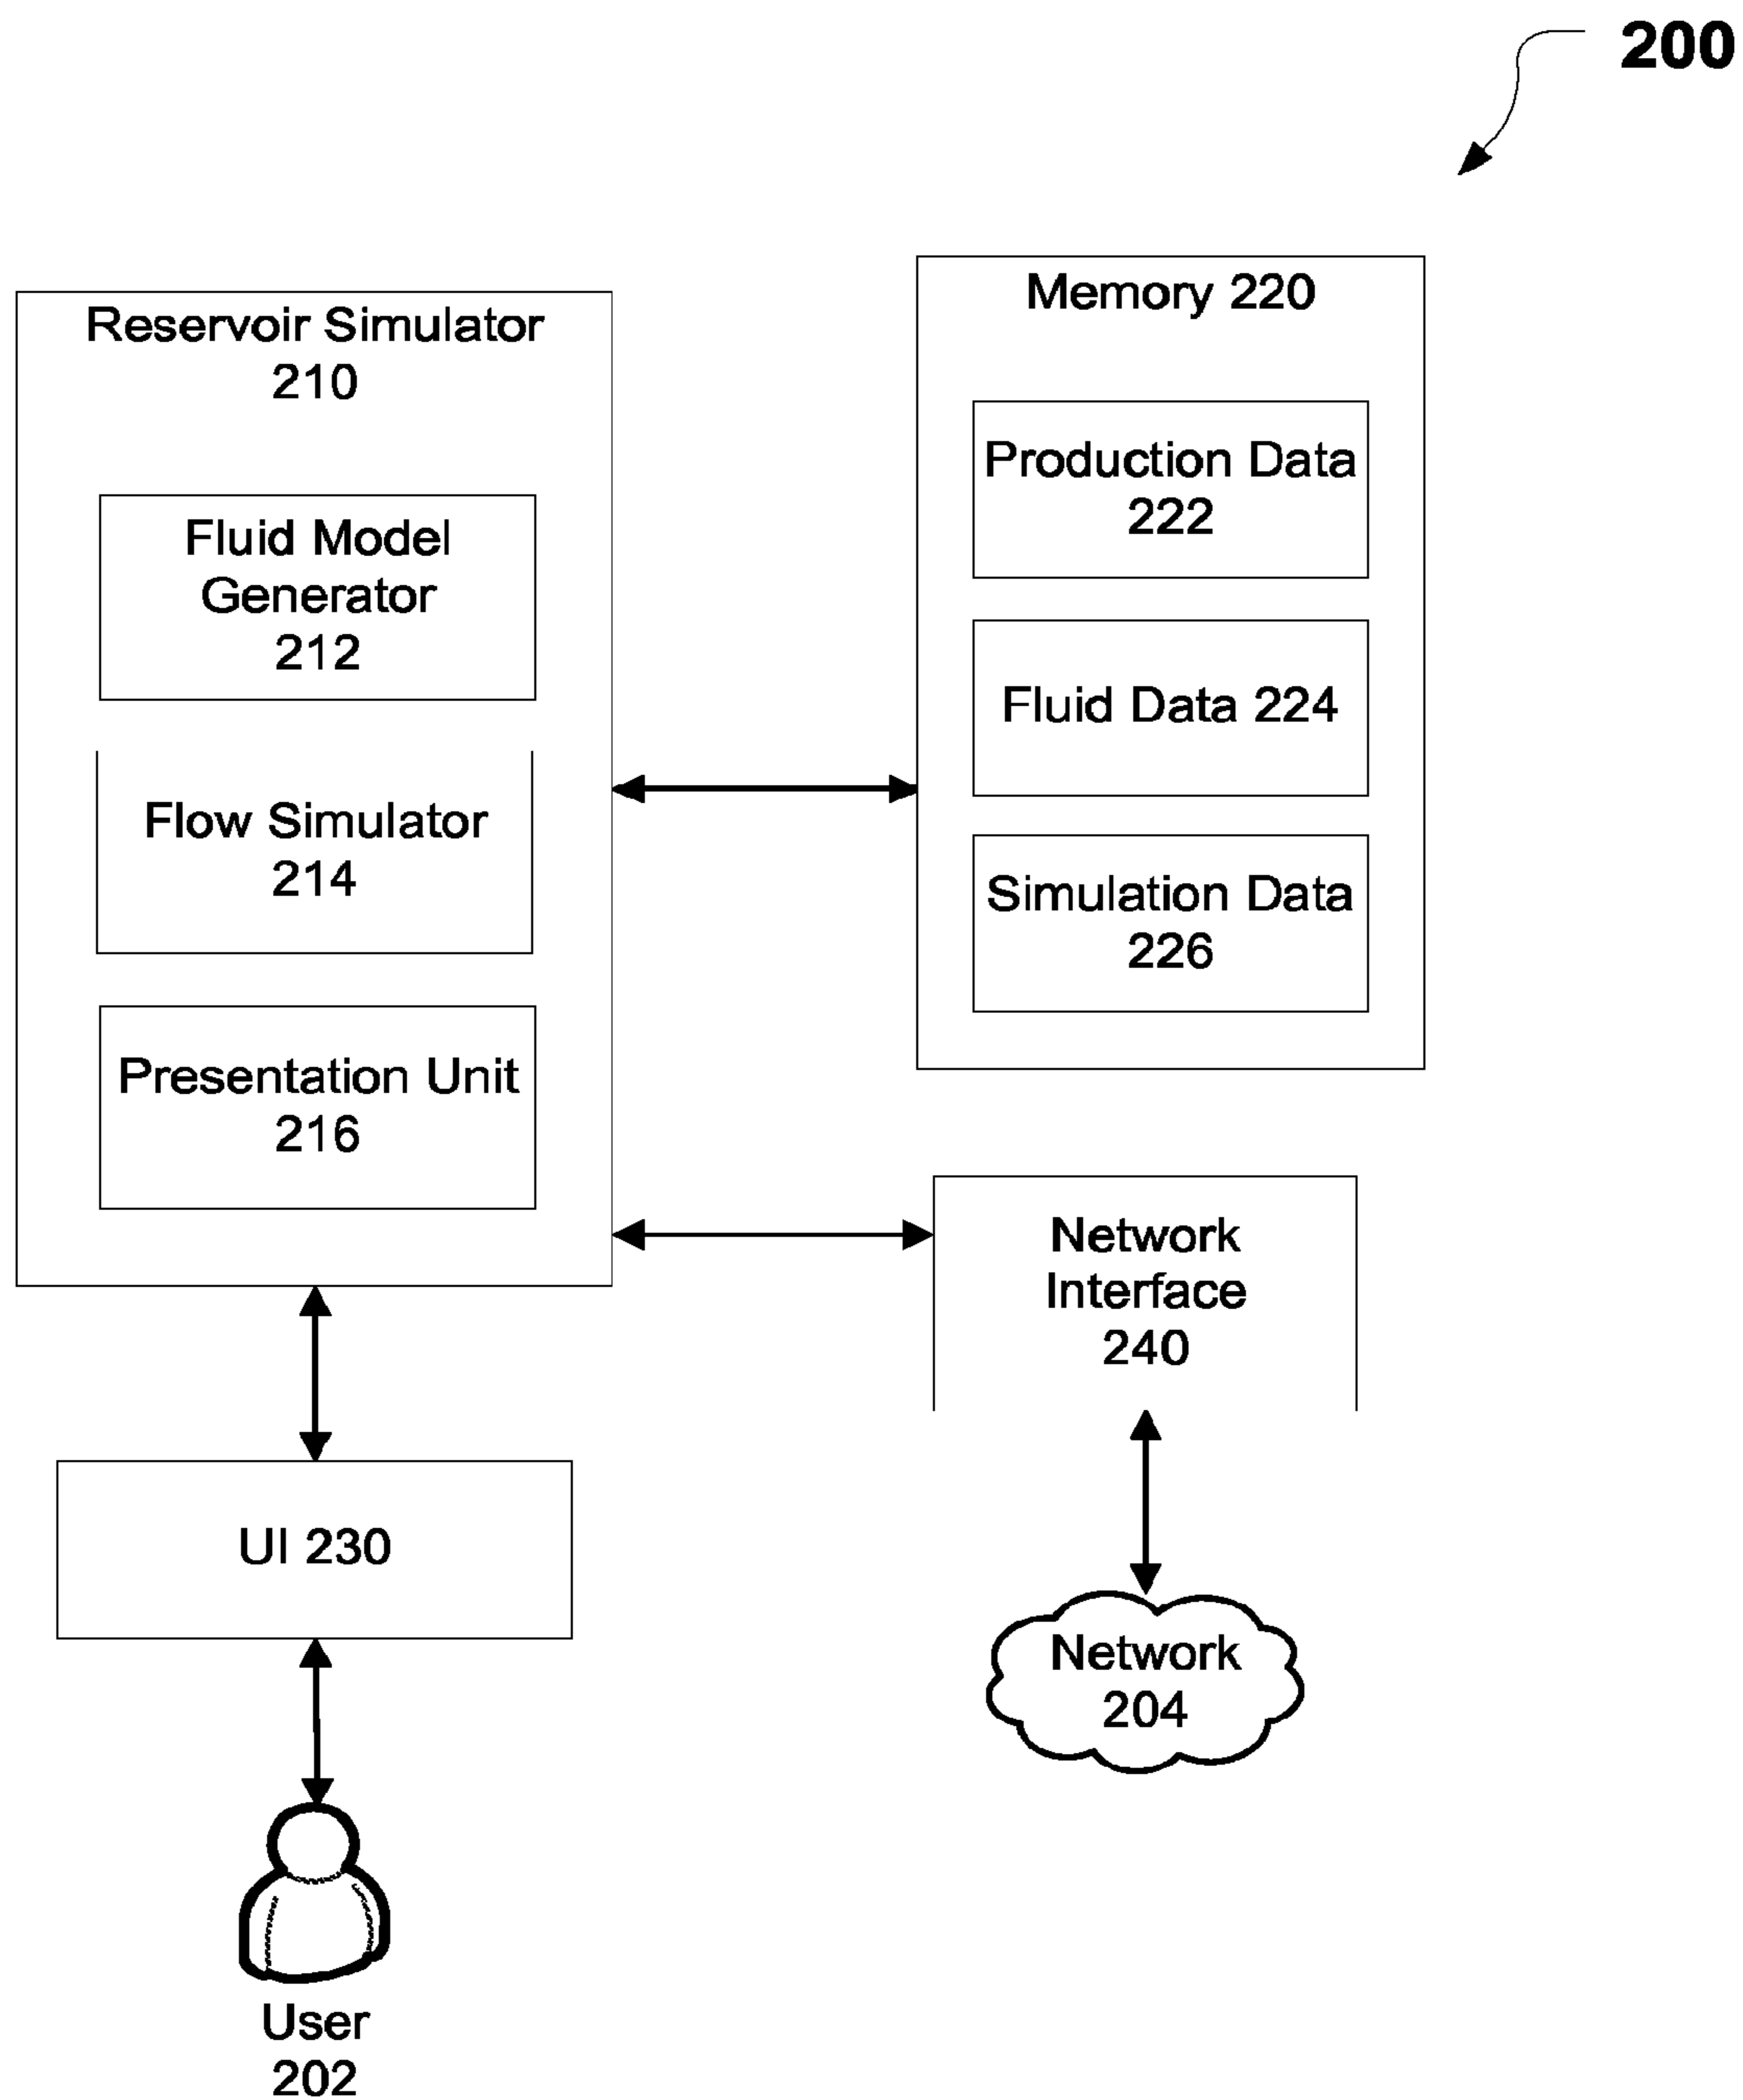 200
Reservoir Simulator
210
Fluid Model
Generator
212
Flow Simulator
214
Presentation Unit
216
Memory 220
Production Data
222
Fluid Data 224
Simulation Data
226
Network
Interface
240
UI 230
Network
204
User
202